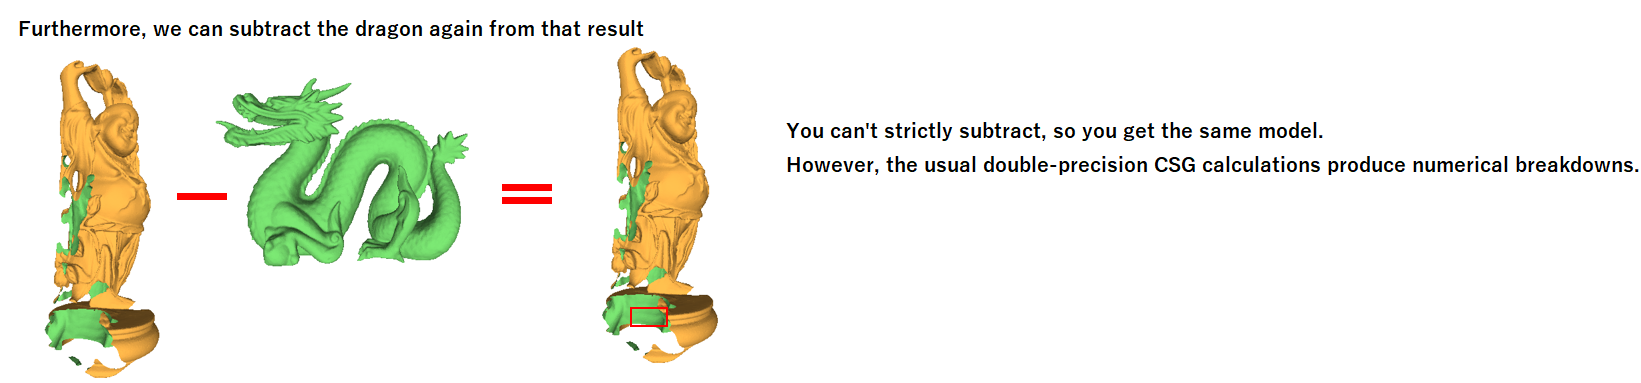 Furthermore, we can subtract the dragon again from that result
You can't strictly subtract, so you get the same model.
However, the usual double-precision CSG calculations produce numerical breakdowns.